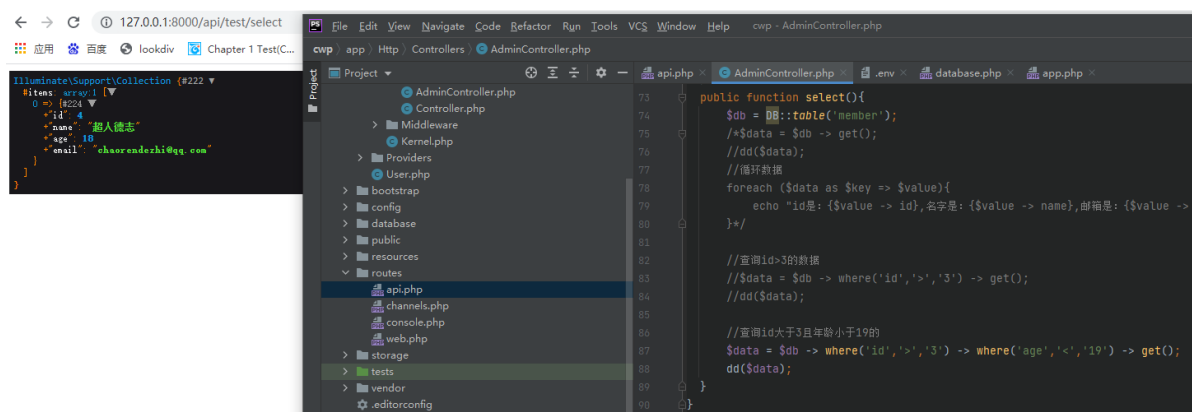 127.0.0.1:8000/api/test/select
应用 百度 lookdiv Chapter 1 Test(C...
Illuminate\Support\Collection {#222 ▼
#items: array:1 [▼
0 => {#224 ▼
+"id": 4
+"name": "超人德志"
+"age": 18
+"email": "chaorendezhi@qq.com"
}
]
}
PS File Edit View Navigate Code Refactor Run Tools VCS Window Help cwp - AdminController.php
cwp app Http Controllers AdminController.php
Project
Project
AdminController.php
Controller.php
Middleware
Kernel.php
Providers
User.php
bootstrap
config
database
public
resources
routes
api.php
channels.php
console.php
web.php
storage
tests
vendor
.editorconfig
api.php AdminController.php .env database.php app.php
73 public function select(){
74 $db = DB::table('member');
75 /*$data = $db -> get();
76 //dd($data);
77 //循环数据
78 foreach ($data as $key => $value){
79 echo "id是：{$value -> id},名字是：{$value -> name},邮箱是：{$value ->
80 }*/
81
82 //查询id>3的数据
83 //$data = $db -> where('id','>','3') -> get();
84 //dd($data);
85
86 //查询id大于3且年龄小于19的
87 $data = $db -> where('id','>','3') -> where('age','<','19') -> get();
88 dd($data);
89 }
90 }